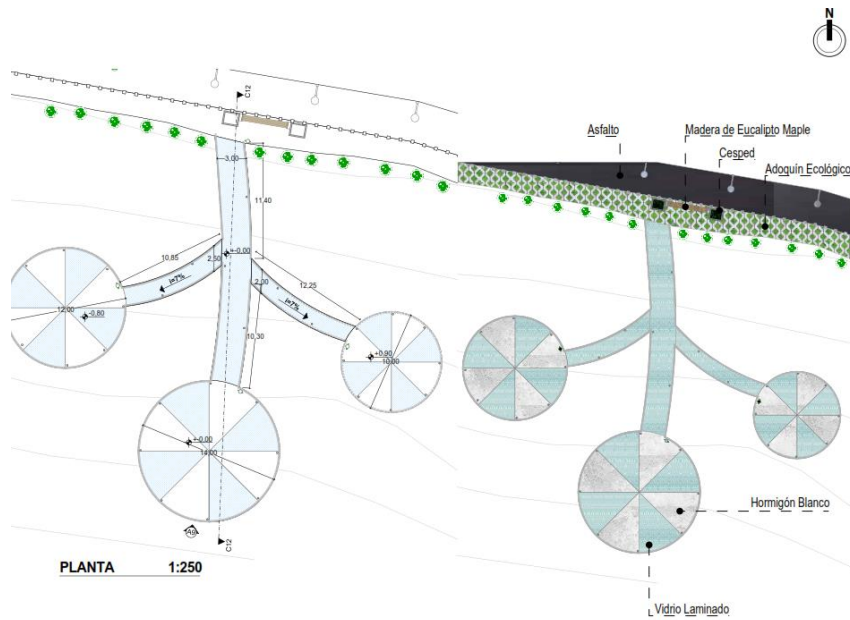 N
C12
Asfalto
Madera de Eucalipto Maple
Cesped
Adoquín Ecológico
3,00
11,40
+-0.00
10,85
2,50
i=7%
2,00
12,25
i=7%
12,00
-0,80
10,30
+0,90
10,00
+-0.00
14,00
Hormigón Blanco
C12
PLANTA 1:250
Vidrio Laminado